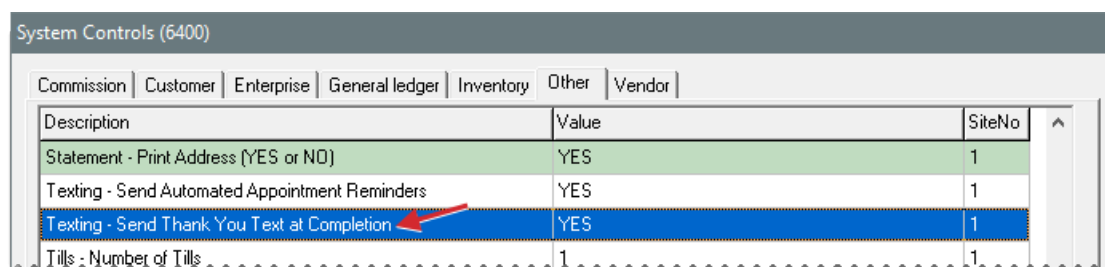 System Controls (6400)
Commission Customer Enterprise General ledger Inventory Other Vendor
Description Value SiteNo
Statement - Print Address (YES or NO) YES 1
Texting - Send Automated Appointment Reminders YES 1
Texting - Send Thank You Text at Completion YES 1
Tills - Number of Tills 1 1